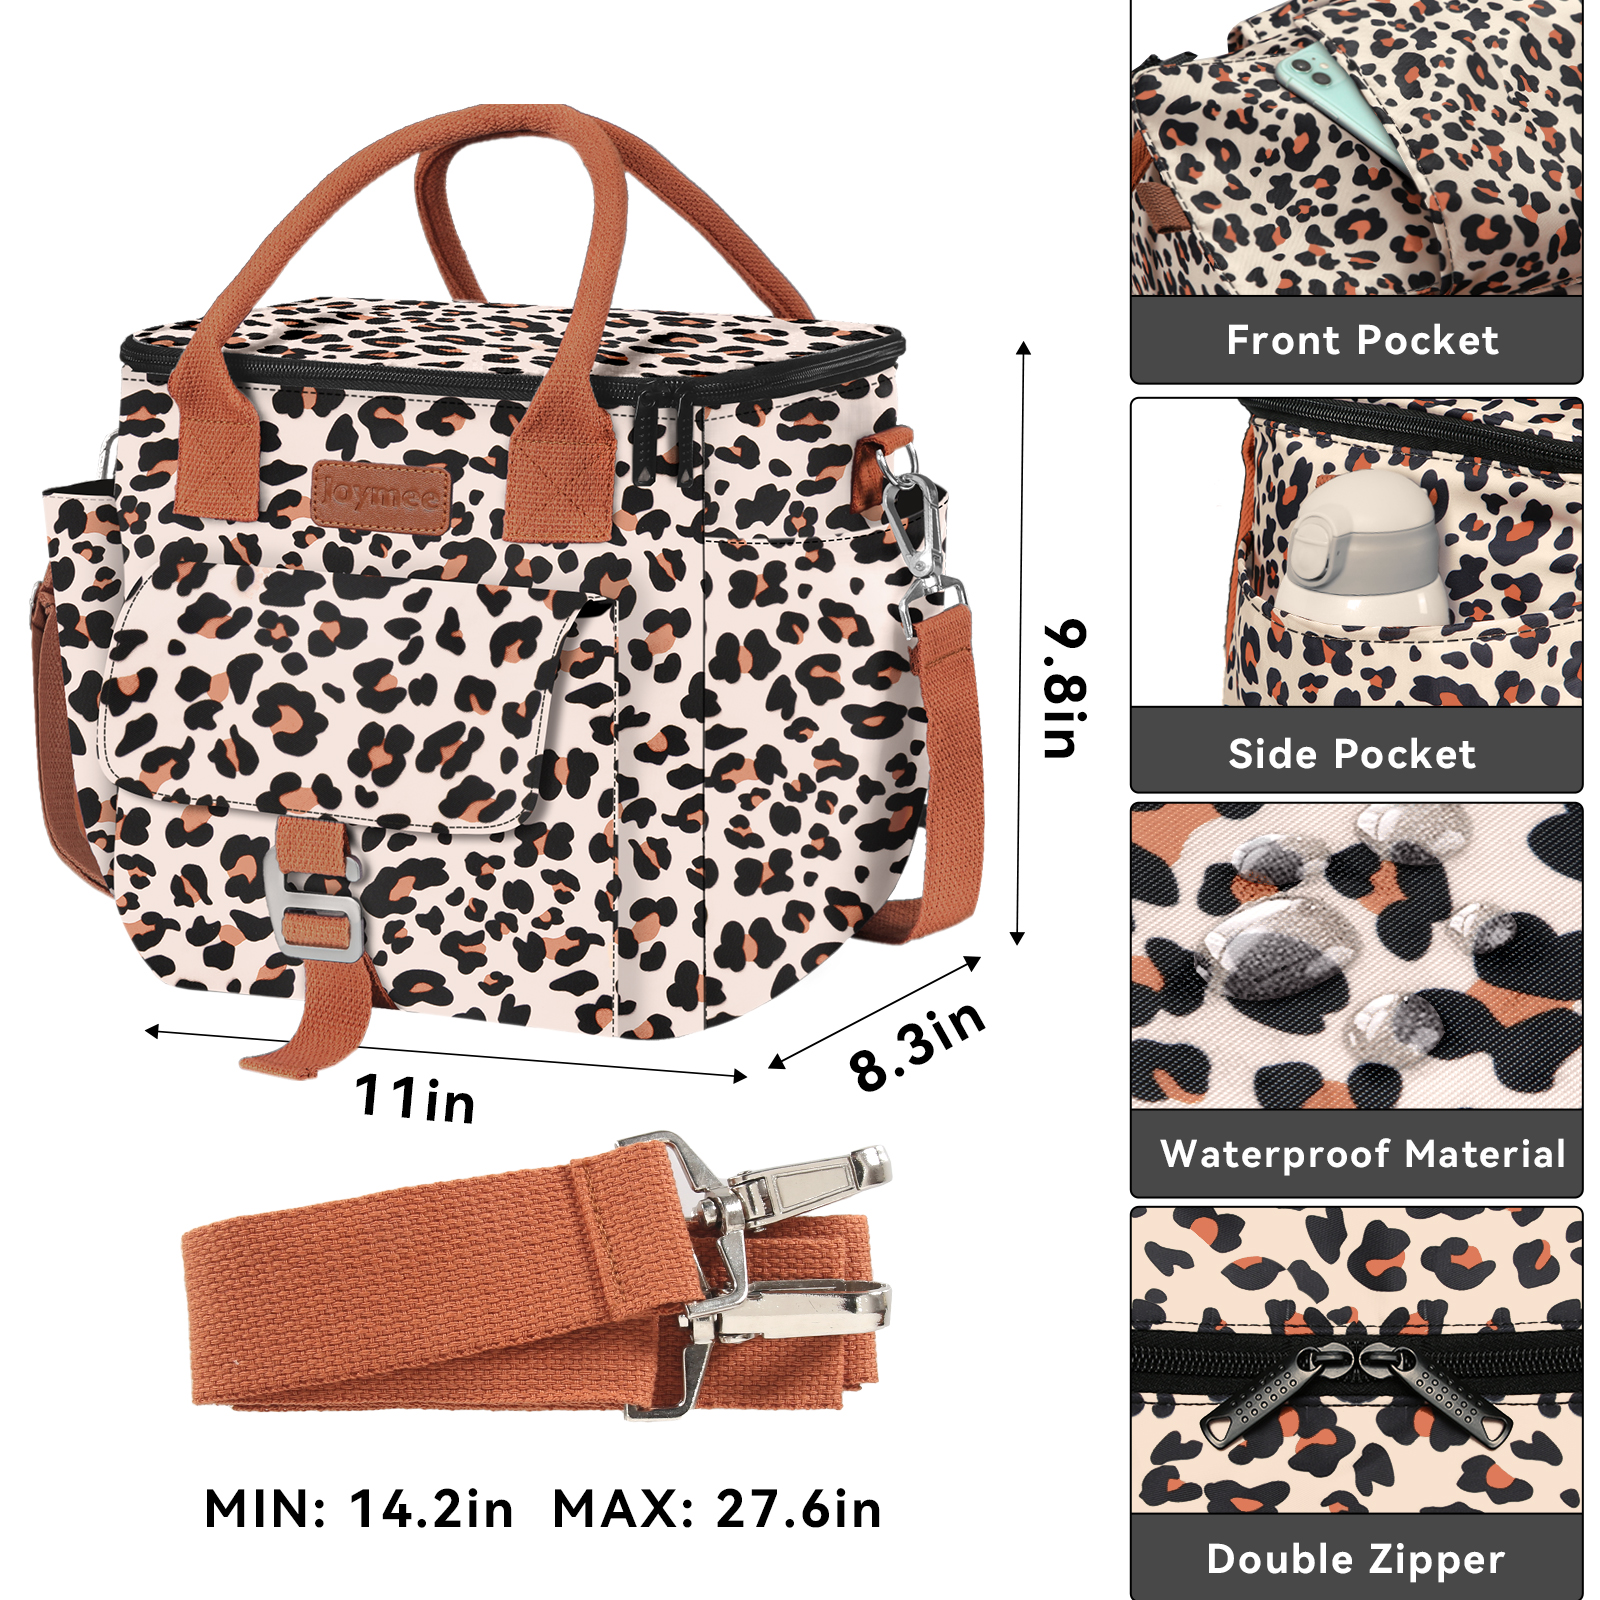 Joymee
9.8in
8.3in
11in
MIN: 14.2in MAX: 27.6in
Front Pocket
Side Pocket
Waterproof Material
Double Zipper